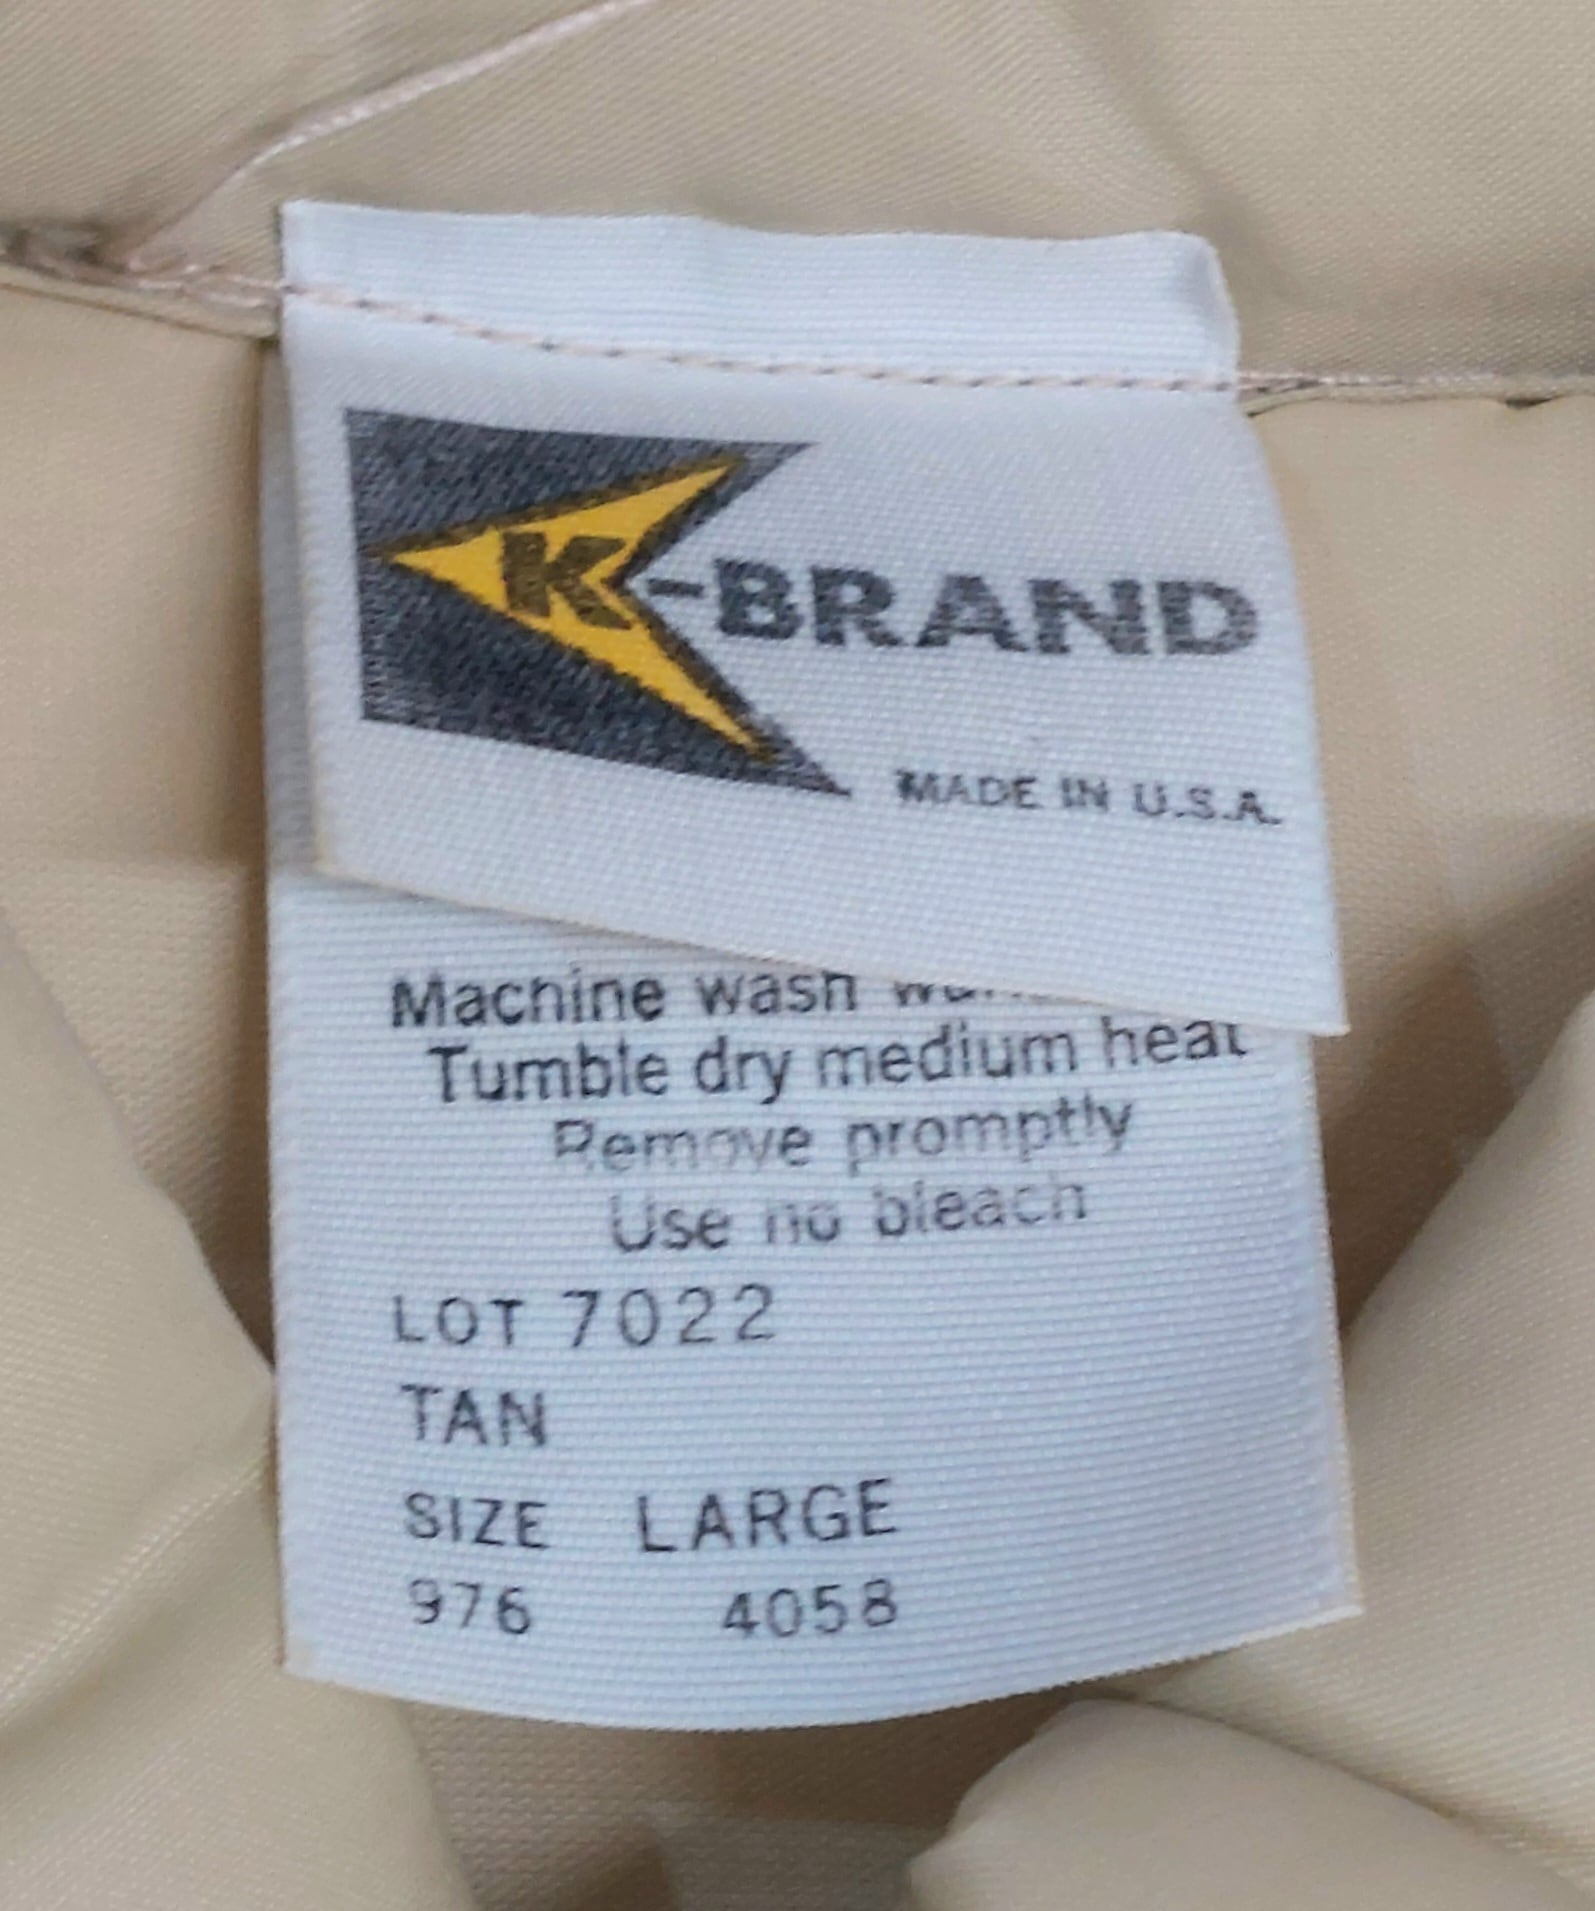 K-BRAND
MADE IN U.S.A.
Machine wash
Tumble dry medium heat
Remove promptly
Use no bleach
LOT 7022
TAN
SIZE LARGE
976 4058